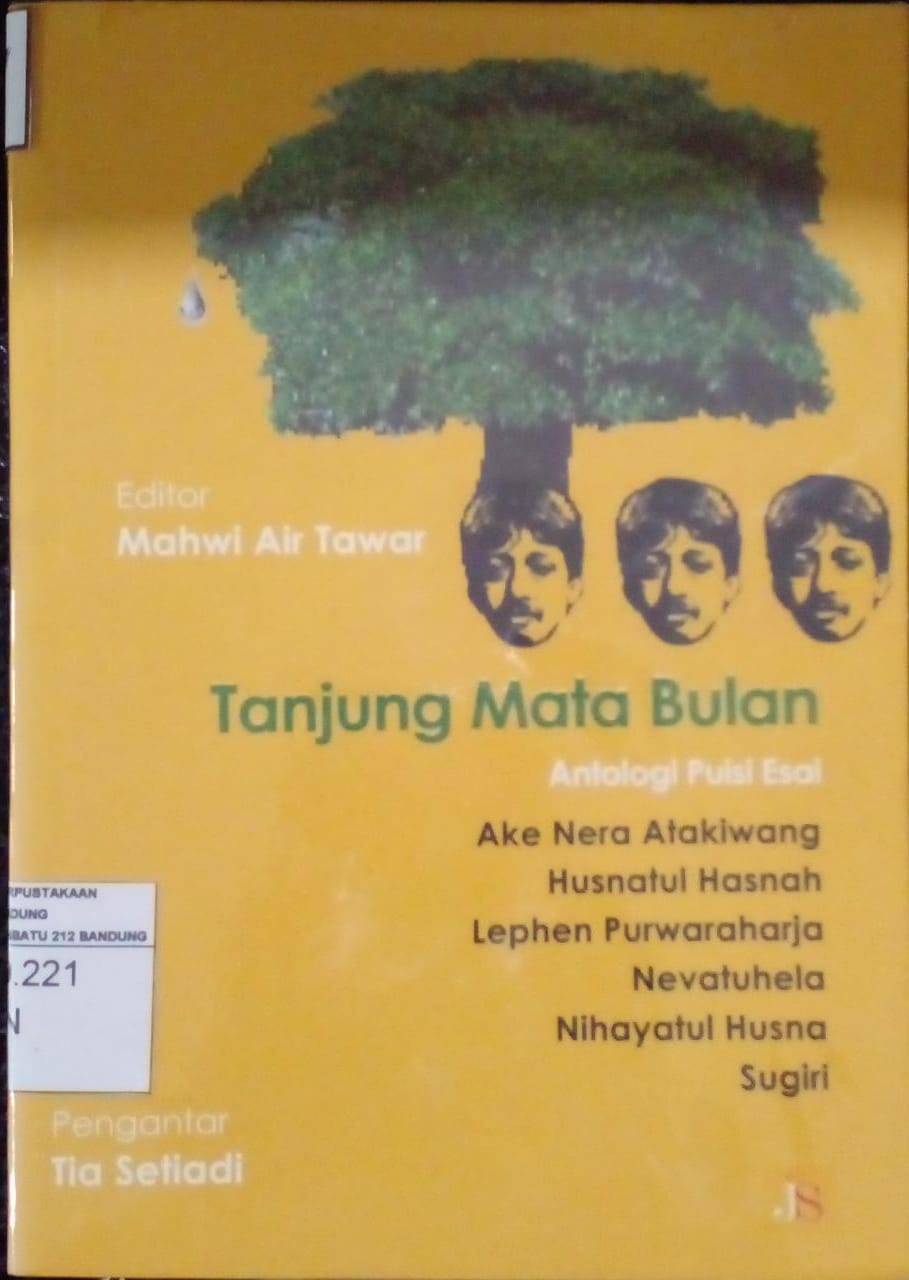 Editor
Mahwi Air Tawar
Tanjung Mata Bulan
Antologi Puisi Esai
Ake Nera Atakiwang
Husnatul Hasnah
Lephen Purwaraharja
Nevatuhela
Nihayatul Husna
Sugiri
RPUSTAKAAN
DUNG
BATU 212 BANDUNG
.221
N
Pengantar
Tia Setiadi
JS